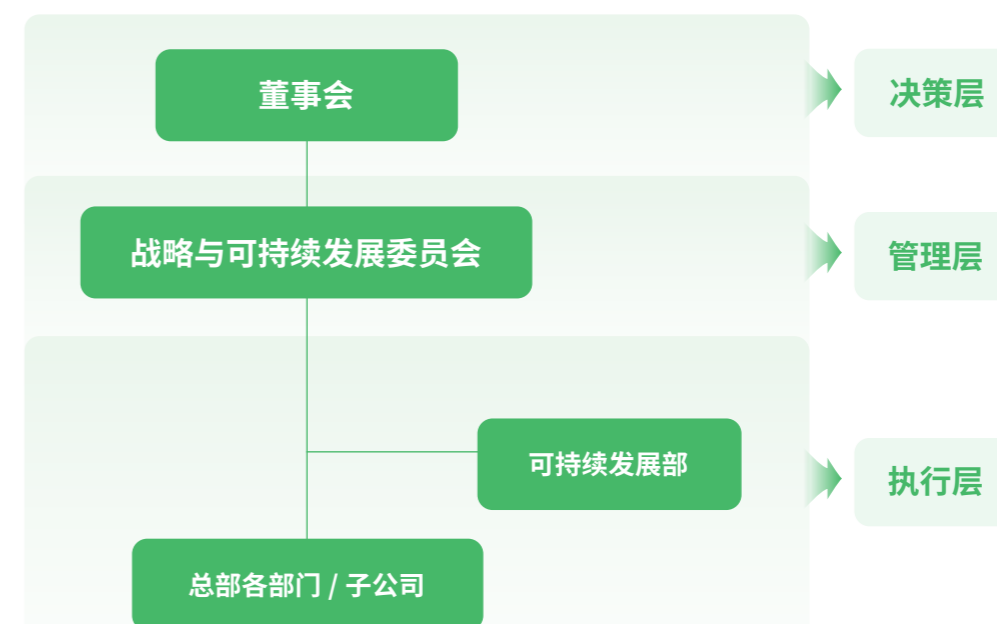 董事会
决策层
战略与可持续发展委员会
管理层
可持续发展部
执行层
总部各部门 / 子公司